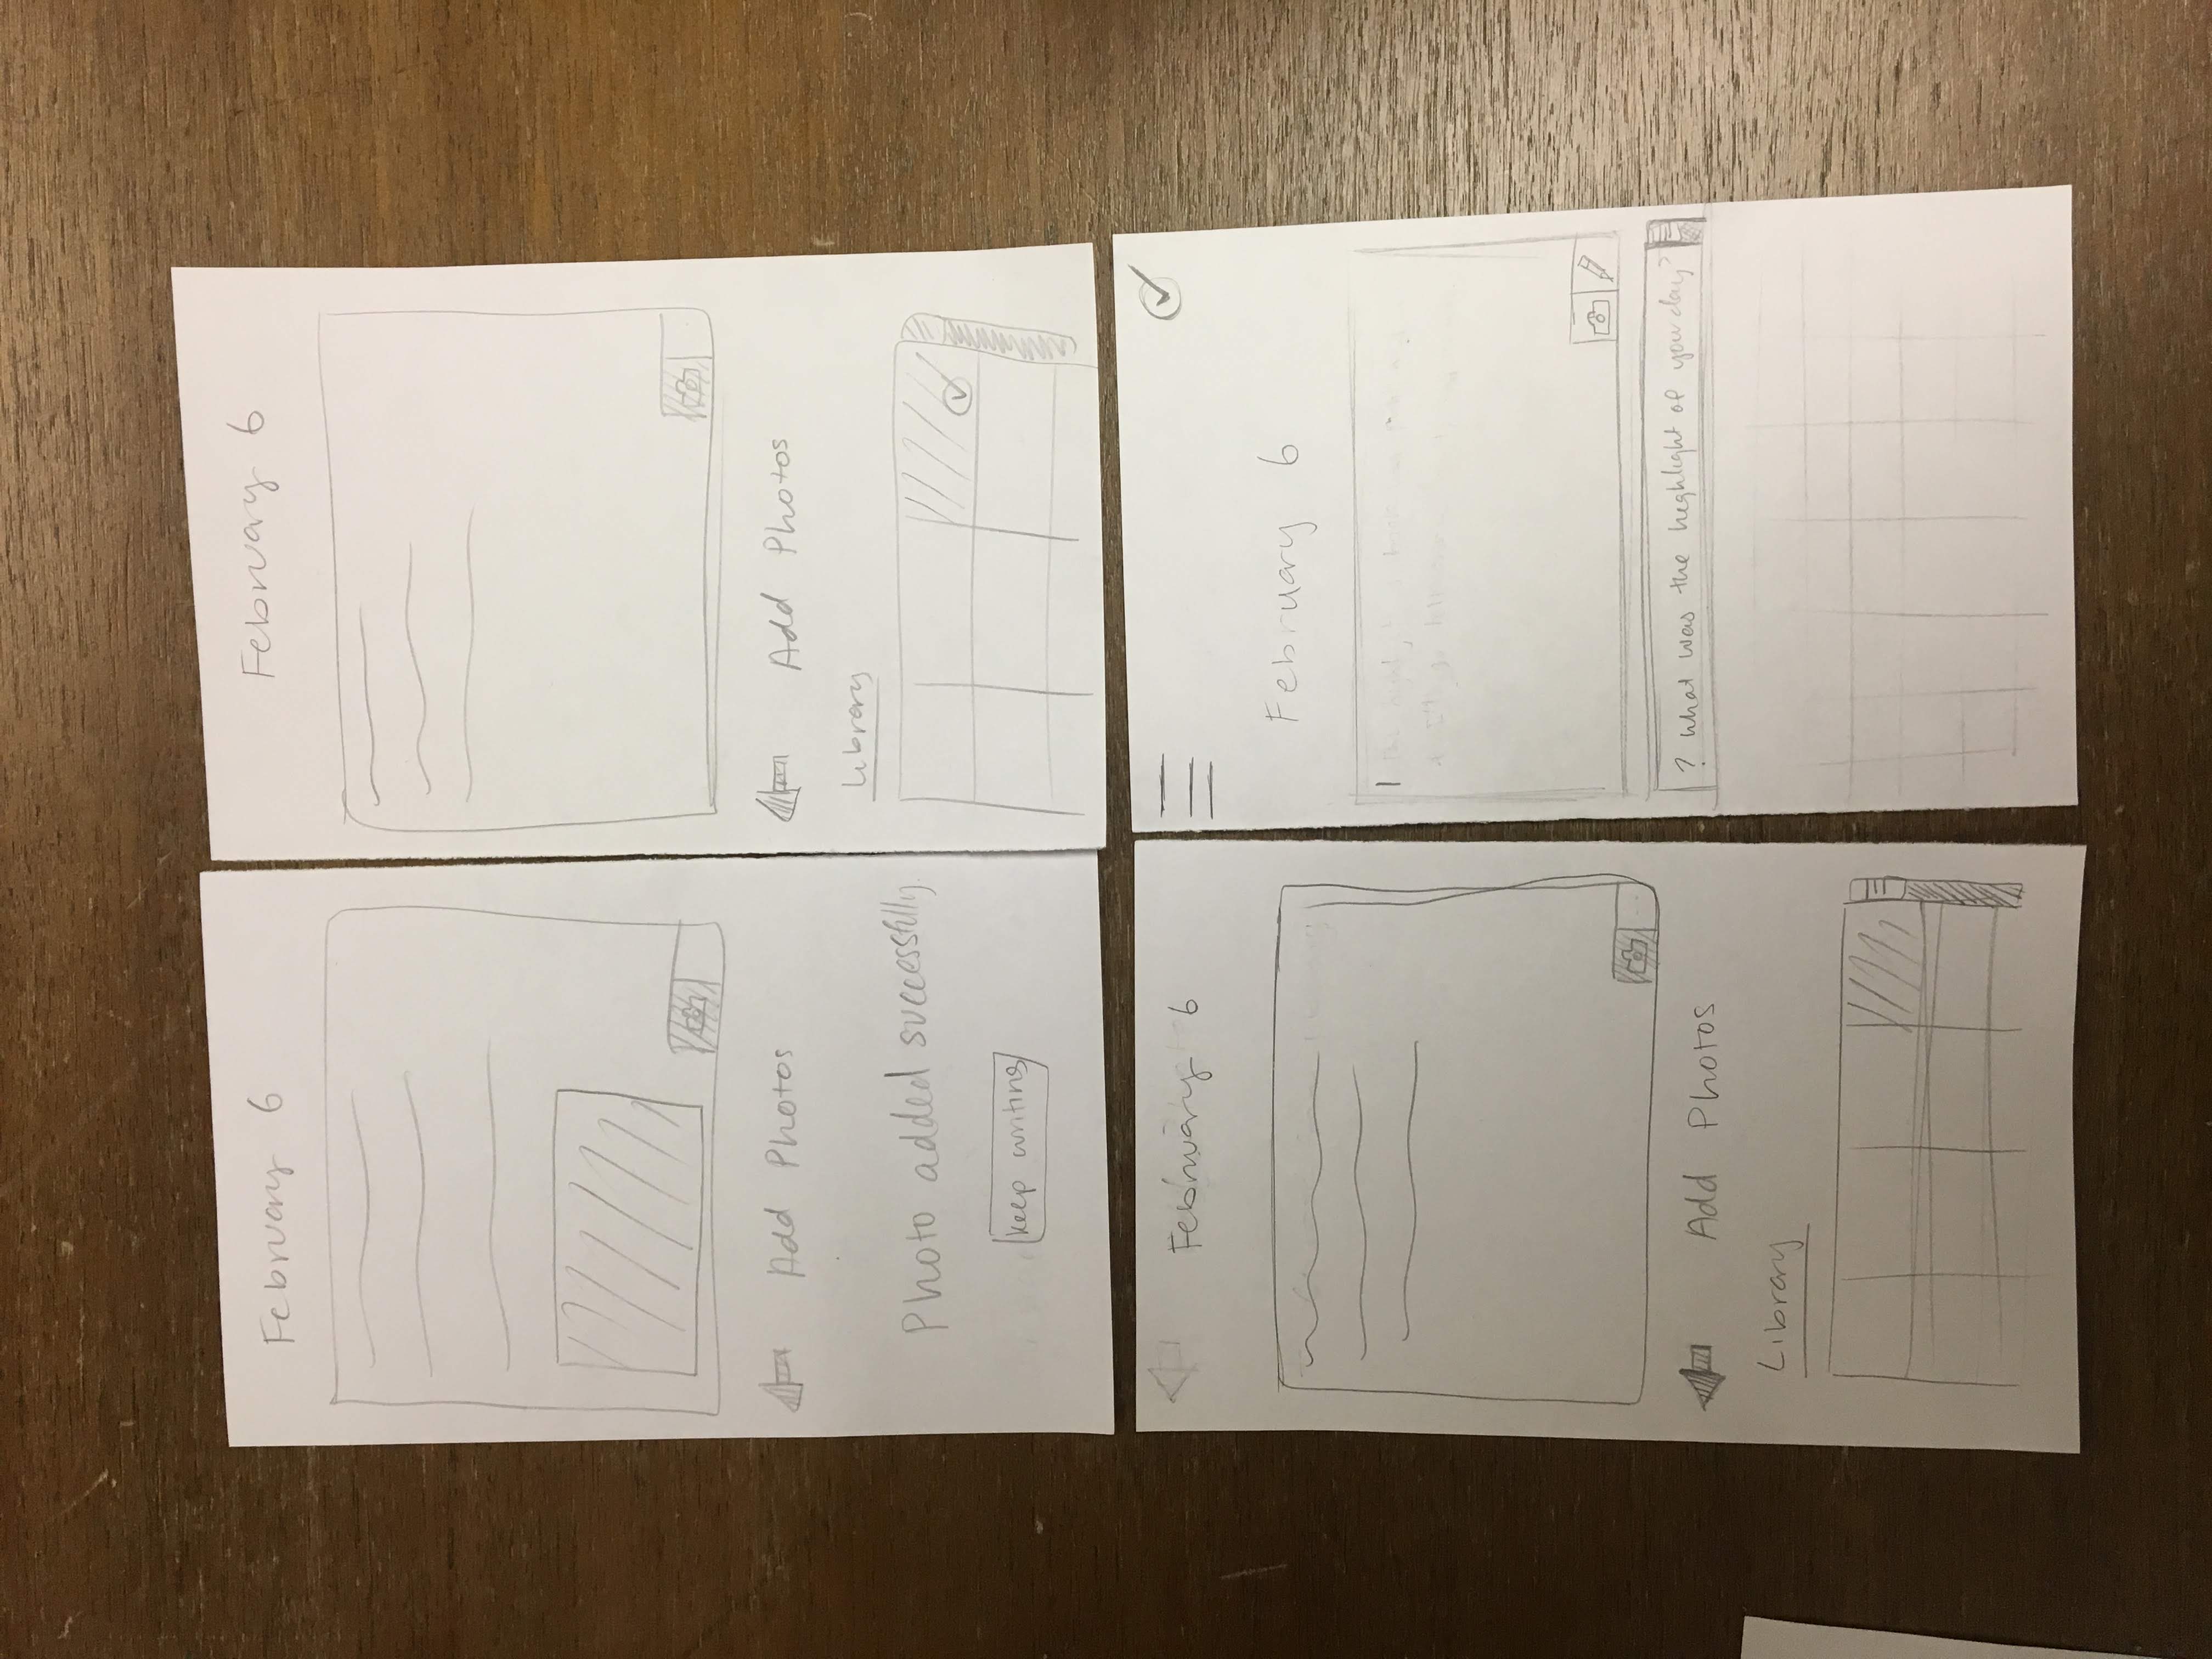 February 6
Add Photos
Photo added successfully.
keep writing
February 6
Add Photos
Library
February 6
Add Photos
Library
February 6
? What was the highlight of your day?